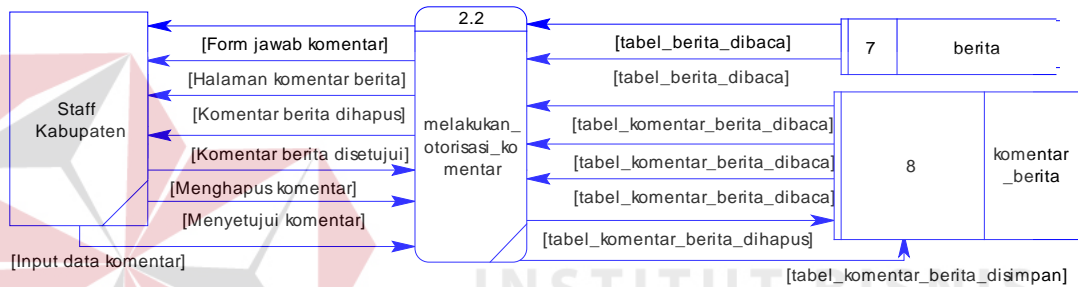 2.2
[Form jawab komentar]
[tabel_berita_dibaca]
7
berita
[Halaman komentar berita]
[tabel_berita_dibaca]
Staff
Kabupaten
[Komentar berita dihapus]
melakukan_
otorisasi_ko
mentar
[tabel_komentar_berita_dibaca]
[Komentar berita disetujui]
[tabel_komentar_berita_dibaca]
8
komentar
_berita
[Menghapus komentar]
[tabel_komentar_berita_dibaca]
[Menyetujui komentar]
[tabel_komentar_berita_dihapus]
[Input data komentar]
[tabel_komentar_berita_disimpan]
INSTITUT BISNIS